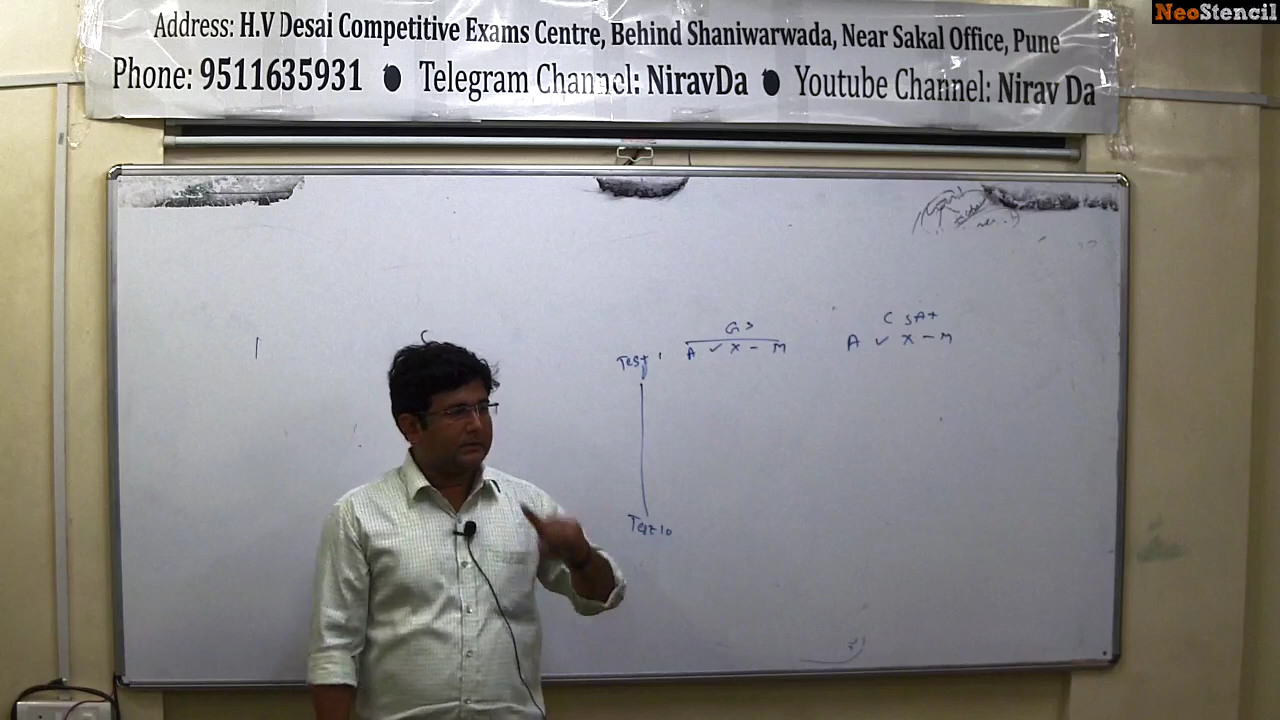 NeoStencil
Address: H.V Desai Competitive Exams Centre, Behind Shaniwarwada, Near Sakal Office, Pune
Phone: 9511635931 ● Telegram Channel: NiravDa ● Youtube Channel: Nirav Da
GS
CSAT
Test 1
A ✓ X – M
A ✓ X – M
Test 10